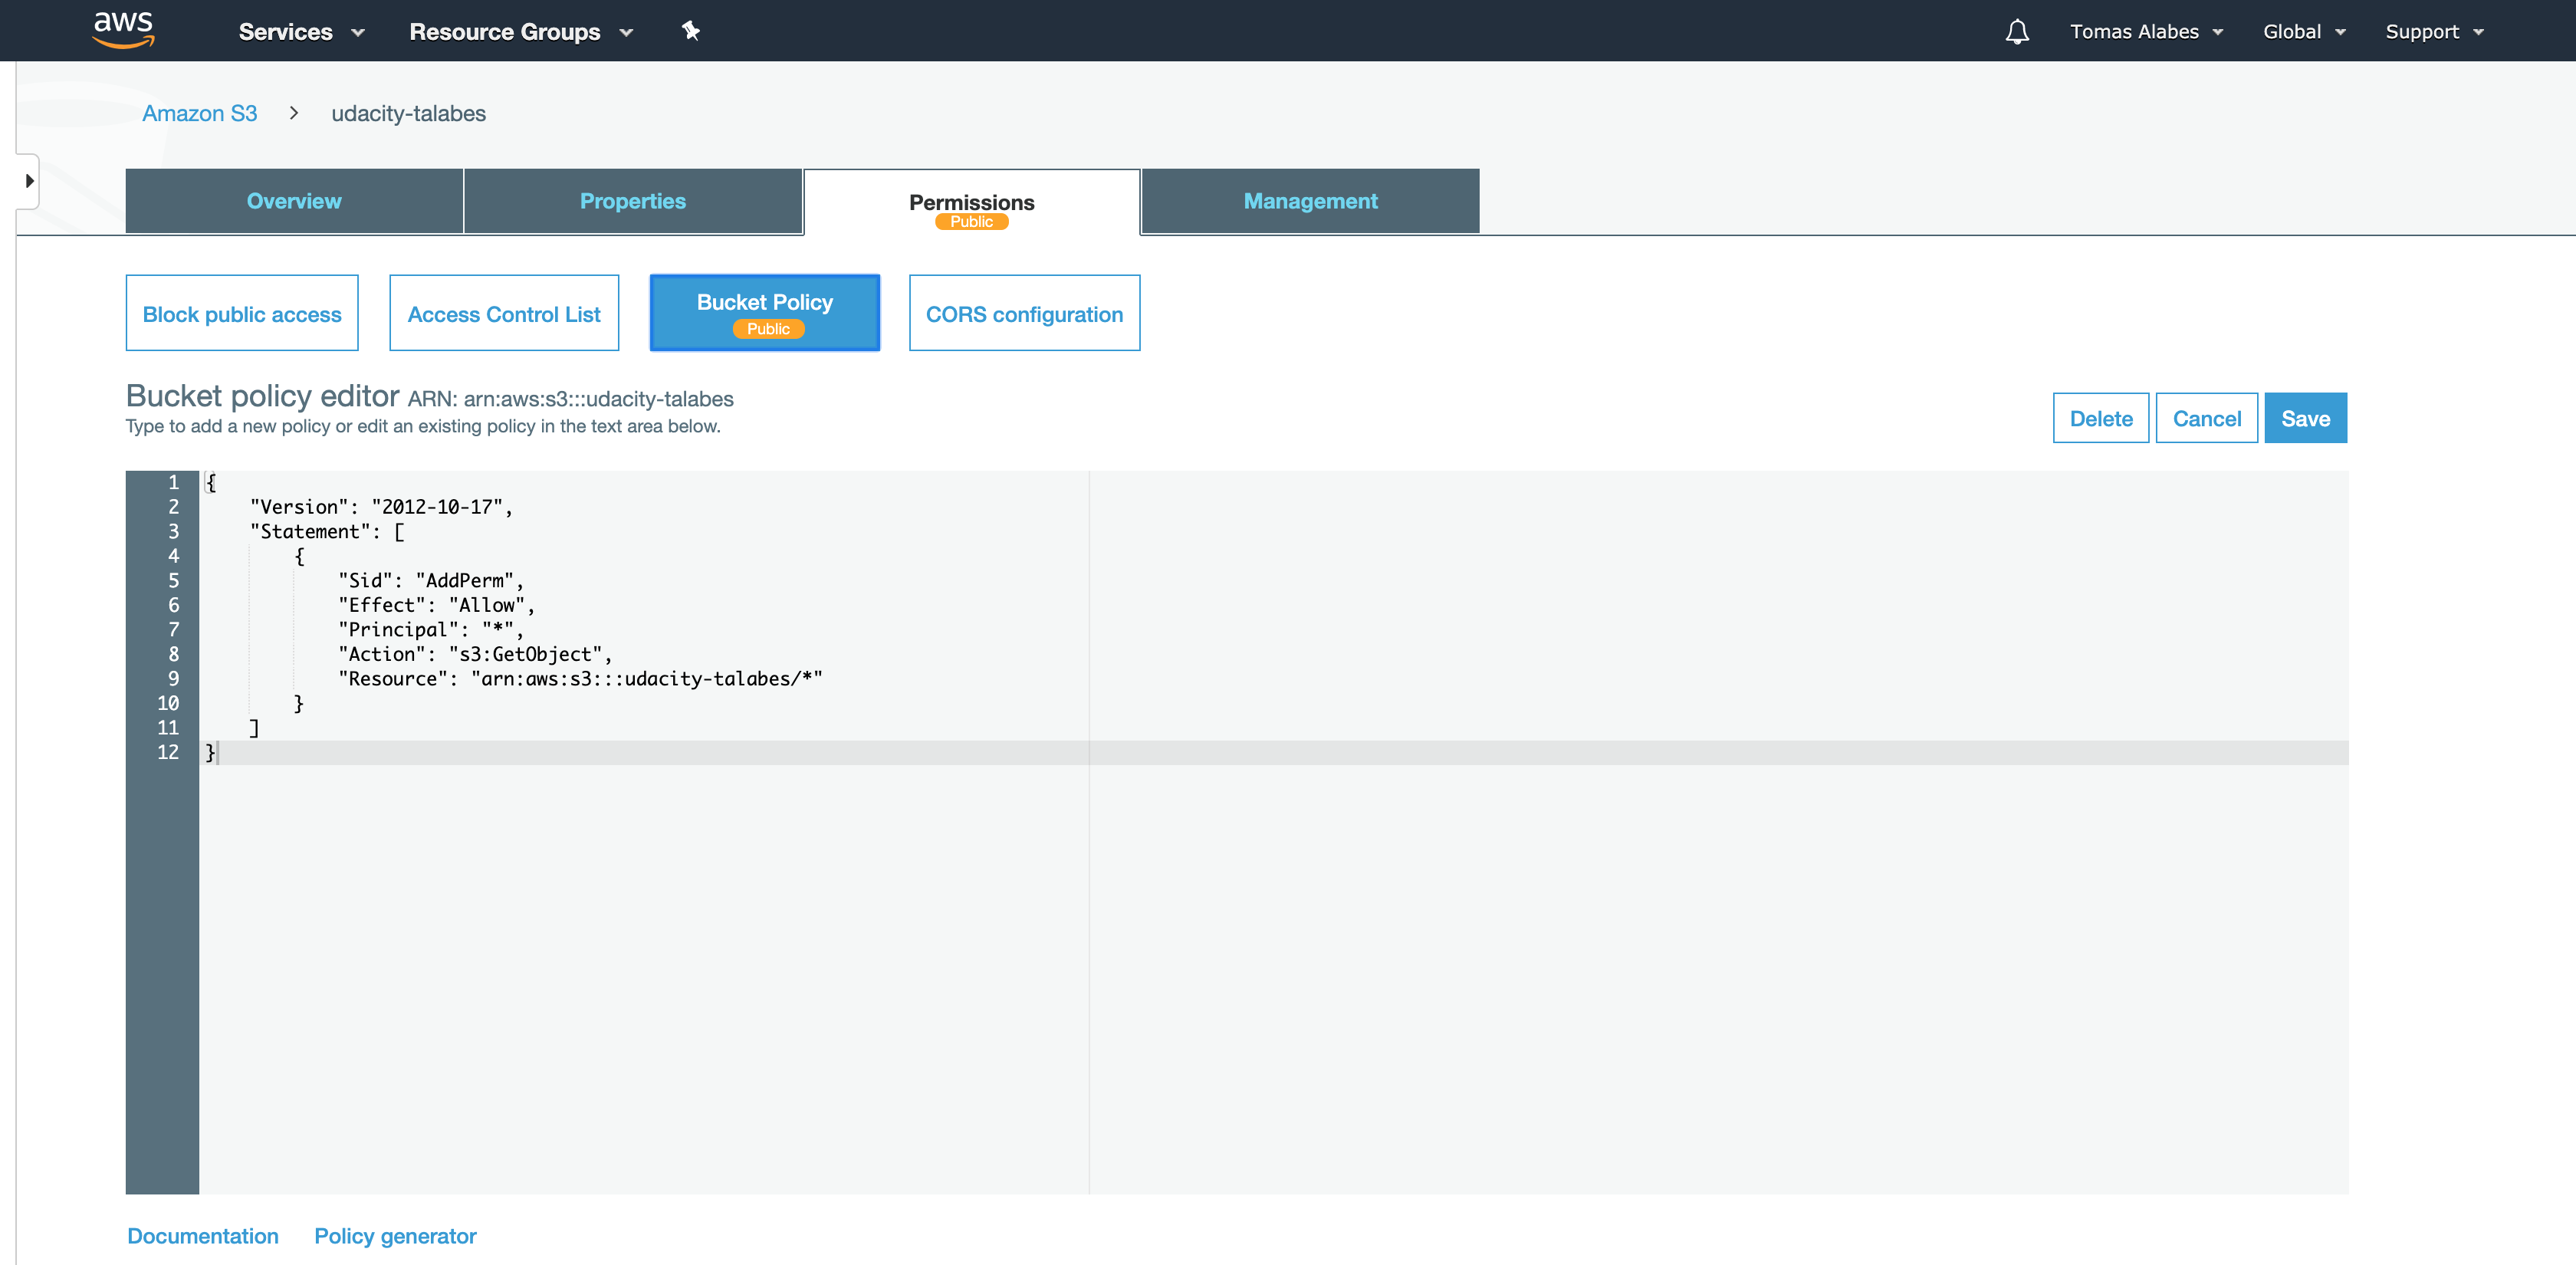 aws Services Resource Groups Tomas Alabes Global Support
Amazon S3 > udacity-talabes
Overview Properties Permissions Management
Public
Block public access Access Control List Bucket Policy CORS configuration
Public
Bucket policy editor ARN: arn:aws:s3:::udacity-talabes
Type to add a new policy or edit an existing policy in the text area below.
Delete Cancel Save
1 {
2     "Version": "2012-10-17",
3     "Statement": [
4         {
5             "Sid": "AddPerm",
6             "Effect": "Allow",
7             "Principal": "*",
8             "Action": "s3:GetObject",
9             "Resource": "arn:aws:s3:::udacity-talabes/*"
10         }
11     ]
12 }
Documentation Policy generator